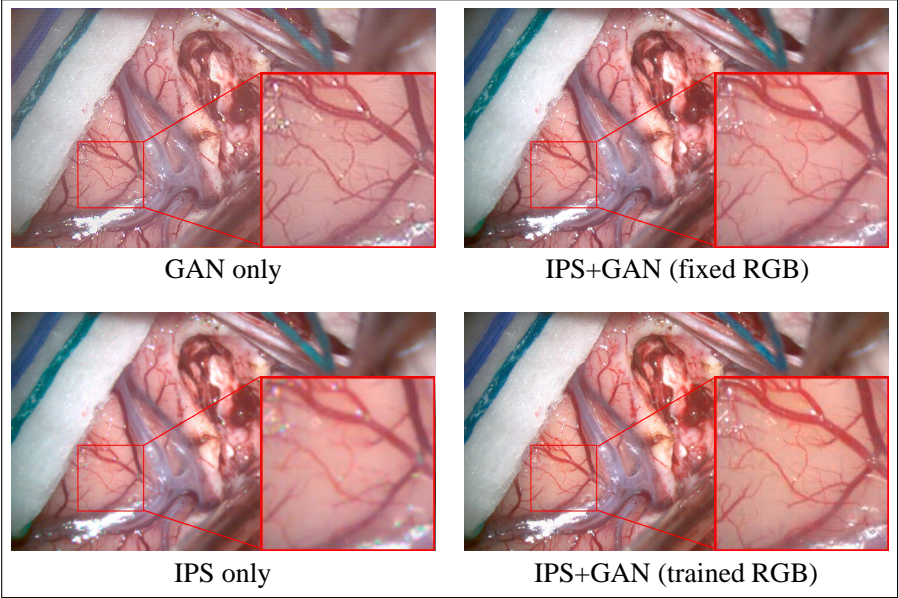 GAN only
IPS+GAN (fixed RGB)
IPS only
IPS+GAN (trained RGB)